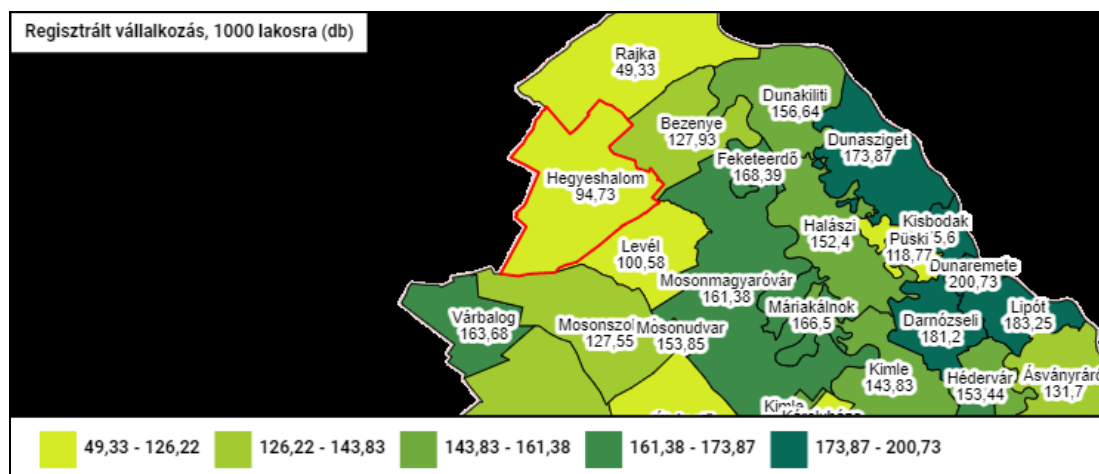 Regisztrált vállalkozás, 1000 lakosra (db)
Rajka
49,33
Dunakiliti
156,64
Bezenye
127,93
Dunasziget
173,87
Feketeerdő
168,39
Hegyeshalom
94,73
Kisbodak
5,6
Halászi
152,4
Püski
118,77
Levél
100,58
Dunaremete
200,73
Mosonmagyaróvár
161,38
Máriakálnok
166,5
Lipót
183,25
Várbalog
163,68
Mosonszol
127,55
Mosonudvar
153,85
Darnózseli
181,2
Kimle
143,83
Hédervár
153,44
Ásványráró
131,7
Kimle
49,33 - 126,22
126,22 - 143,83
143,83 - 161,38
161,38 - 173,87
173,87 - 200,73